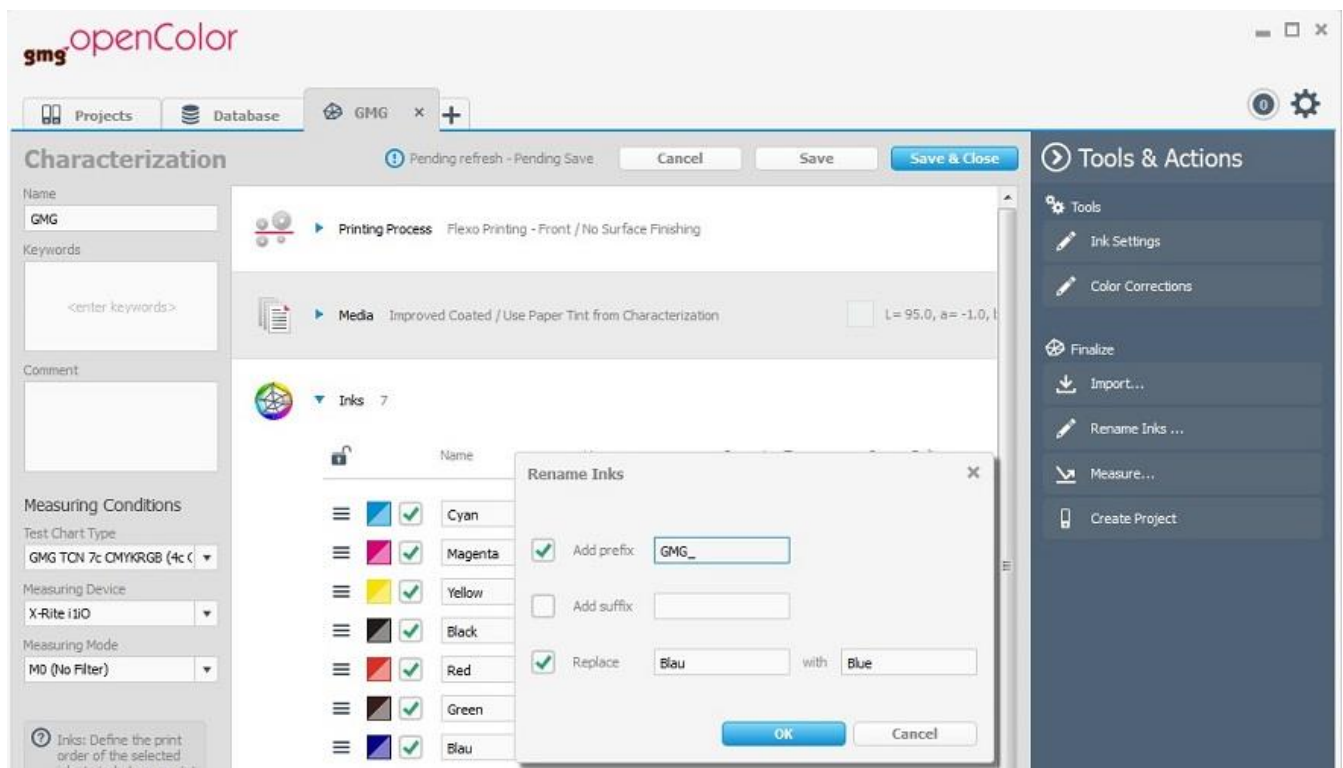 gmg openColor
Projects
Database
GMG
0
Characterization
Pending refresh - Pending Save
Cancel
Save
Save & Close
Name
GMG
Keywords
<enter keywords>
Comment
Measuring Conditions
Test Chart Type
GMG TCN 7c CMYKRGB (4c
Measuring Device
X-Rite i1iO
Measuring Mode
M0 (No Filter)
Inks: Define the print
order of the selected
Printing Process Flexo Printing - Front / No Surface Finishing
Media Improved Coated / Use Paper Tint from Characterization
L= 95.0, a= -1.0,
Inks 7
Name
Cyan
Magenta
Yellow
Black
Red
Green
Blau
Rename Inks
Add prefix GMG_
Add suffix
Replace Blau with Blue
OK
Cancel
Tools & Actions
Tools
Ink Settings
Color Corrections
Finalize
Import...
Rename Inks ...
Measure...
Create Project